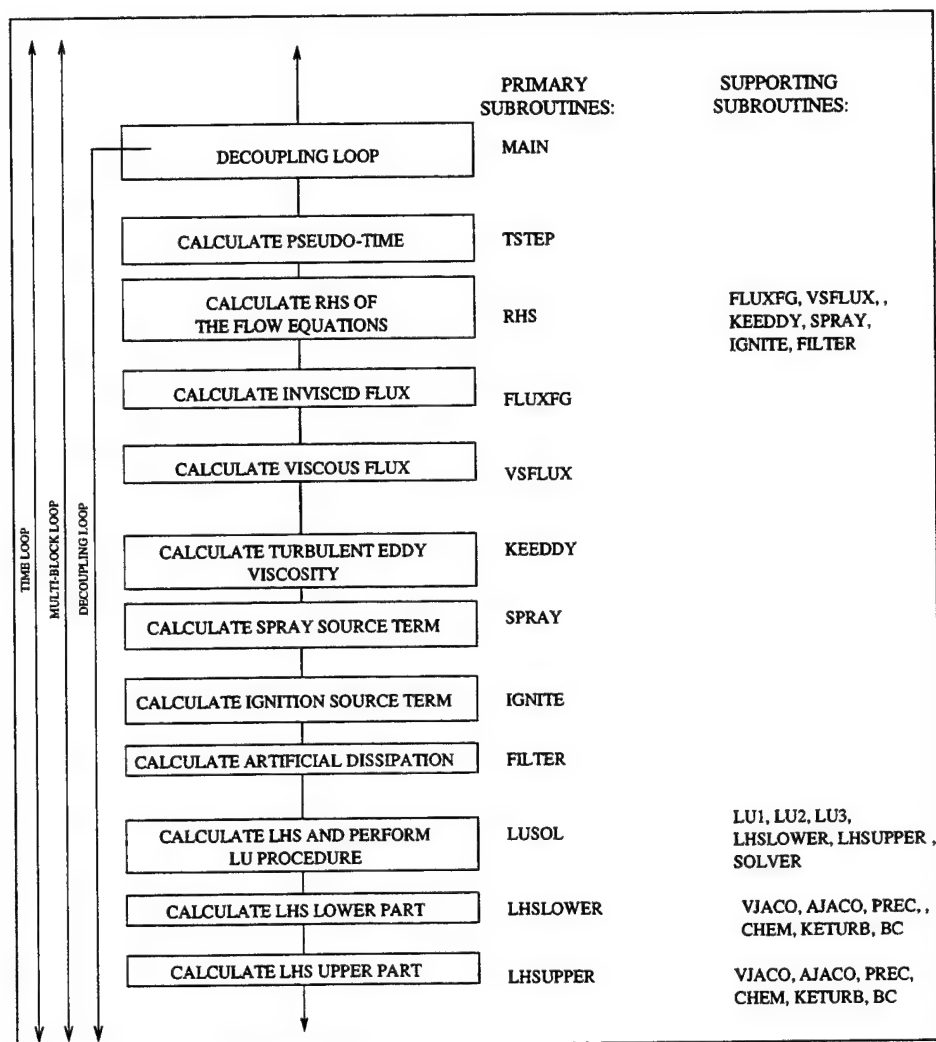 PRIMARY
SUBROUTINES:
SUPPORTING
SUBROUTINES:
DECOUPLING LOOP
MAIN
CALCULATE PSEUDO-TIME
TSTEP
CALCULATE RHS OF
THE FLOW EQUATIONS
RHS
FLUXFG, VSFLUX, ,
KEEDDY, SPRAY,
IGNITE, FILTER
CALCULATE INVISCID FLUX
FLUXFG
CALCULATE VISCOUS FLUX
VSFLUX
CALCULATE TURBULENT EDDY
VISCOSITY
KEEDDY
CALCULATE SPRAY SOURCE TERM
SPRAY
CALCULATE IGNITION SOURCE TERM
IGNITE
CALCULATE ARTIFICIAL DISSIPATION
FILTER
CALCULATE LHS AND PERFORM
LU PROCEDURE
LUSOL
LU1, LU2, LU3,
LHSLOWER, LHSUPPER ,
SOLVER
CALCULATE LHS LOWER PART
LHSLOWER
VJACO, AJACO, PREC, ,
CHEM, KETURB, BC
CALCULATE LHS UPPER PART
LHSUPPER
VJACO, AJACO, PREC,
CHEM, KETURB, BC
TIME LOOP
MULTI-BLOCK LOOP
DECOUPLING LOOP